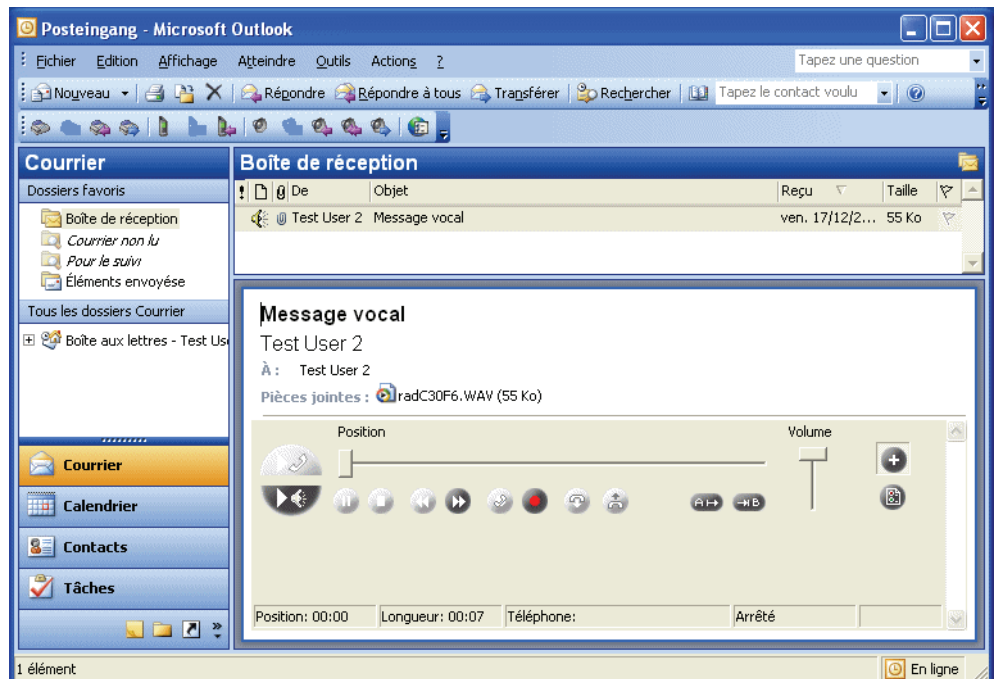 Posteingang - Microsoft Outlook
Fichier Edition Affichage Atteindre Outils Actions ? Tapez une question
Nouveau Répondre Répondre à tous Transférer Rechercher Tapez le contact voulu
Courrier
Dossiers favoris
Boîte de réception
Courrier non lu
Pour le suivi
Éléments envoyése
Tous les dossiers Courrier
Boîte aux lettres - Test Use
Courrier
Calendrier
Contacts
Tâches
Boîte de réception
! De Objet Reçu Taille
Test User 2 Message vocal ven. 17/12/2... 55 Ko
Message vocal
Test User 2
À : Test User 2
Pièces jointes : radC30F6.WAV (55 Ko)
Position Volume
A B
Position: 00:00 Longueur: 00:07 Téléphone: Arrêté
1 élément En ligne